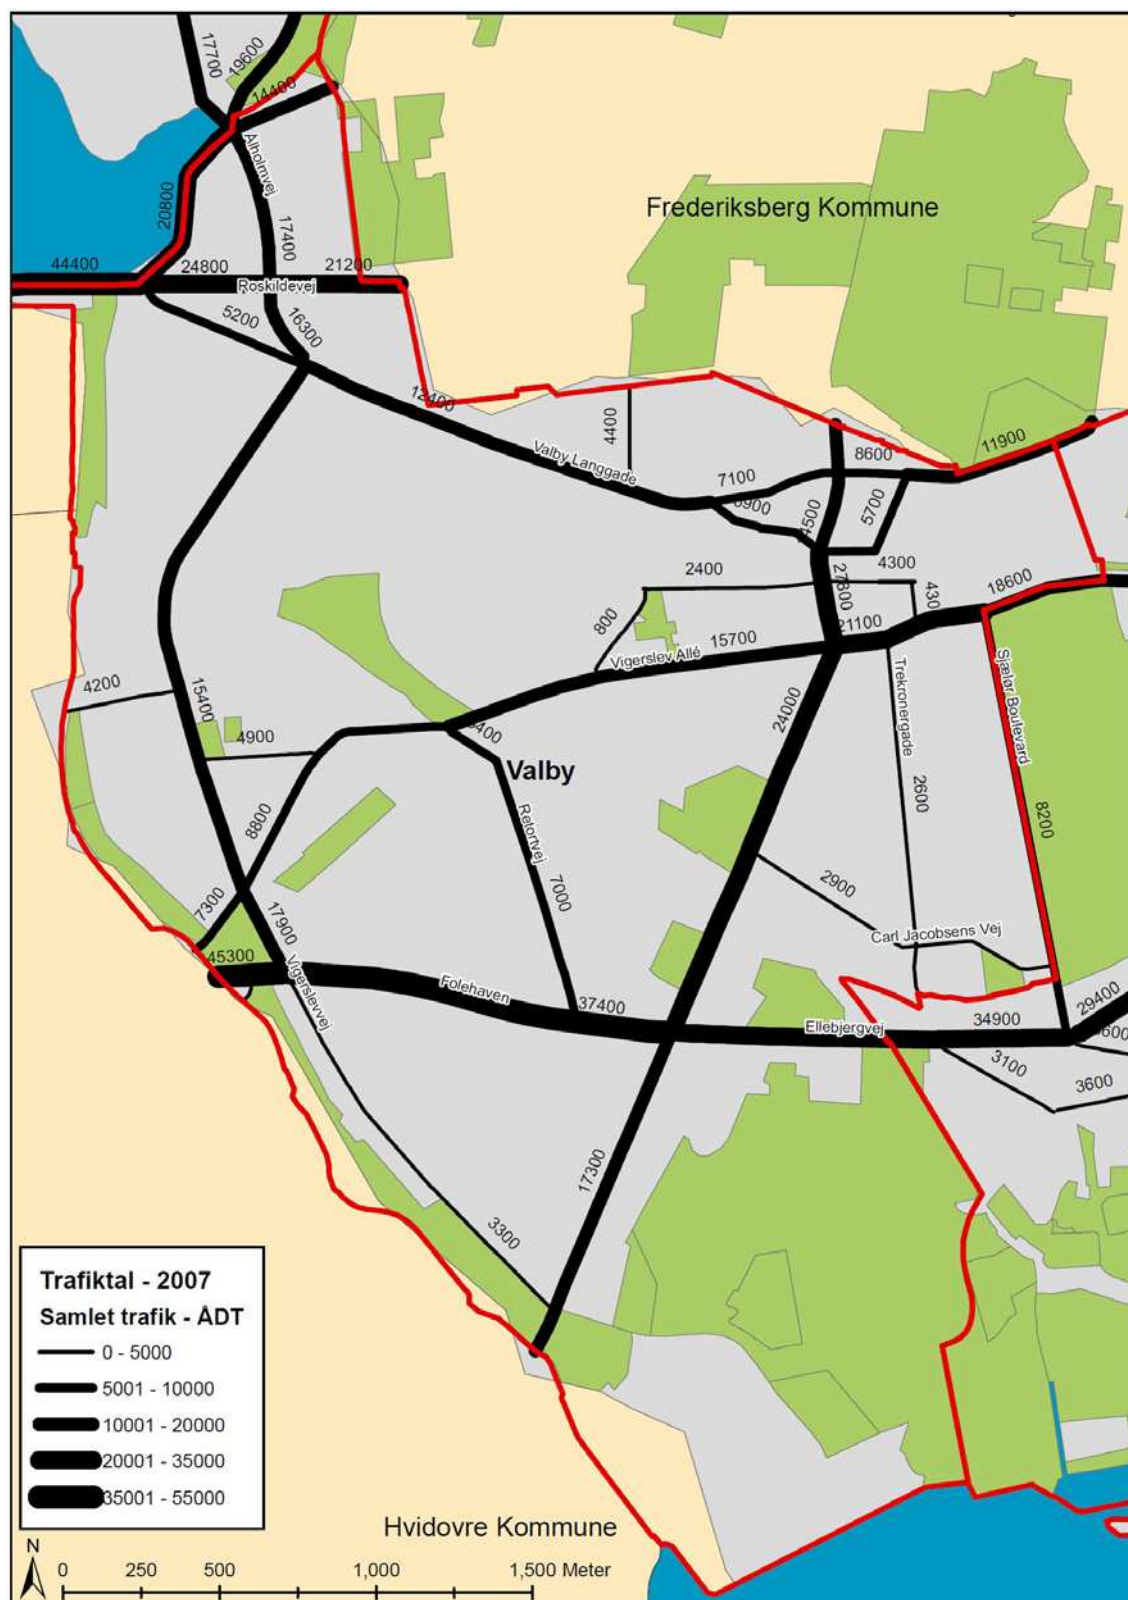 17700
19600
14400
Alholmvej
20800
17400
Frederiksberg Kommune
44400
24800
21200
Roskildevej
5200
16300
12400
4400
Valby Langgade
8600
11900
7100
5700
2400
4300
18600
800
21100
15700
Vigerslev Allé
Trekronergade
Sjælør Boulevard
4200
15400
24000
4900
Valby
2600
8800
Retortvej
8200
7300
7000
2900
17900
Carl Jacobsens Vej
45300
Vigerslevvej
Folehaven
37400
29400
Ellebjergvej
34900
3100
3600
17300
3300
Trafiktal - 2007
Samlet trafik - ÅDT
0 - 5000
5001 - 10000
10001 - 20000
20001 - 35000
35001 - 55000
Hvidovre Kommune
N
0 250 500 1,000 1,500 Meter